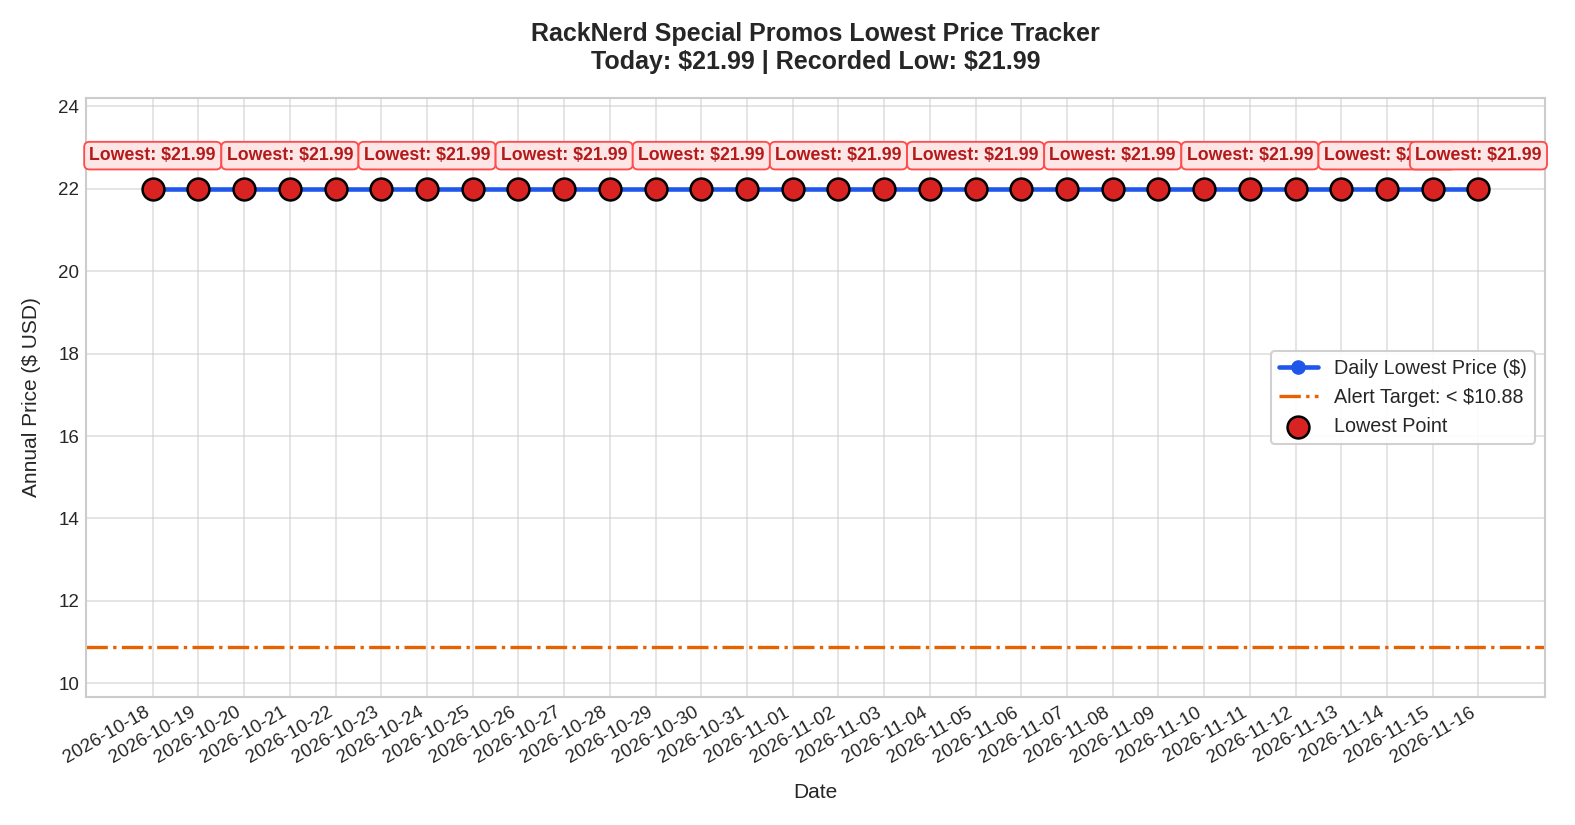 RackNerd Special Promos Lowest Price Tracker
Today: $21.99 | Recorded Low: $21.99
24
Lowest: $21.99 Lowest: $21.99 Lowest: $21.99 Lowest: $21.99 Lowest: $21.99 Lowest: $21.99 Lowest: $21.99 Lowest: $21.99 Lowest: $21.99 Lowest: $2 Lowest: $21.99
22
20
18
16
14
12
10
Annual Price ($ USD)
Daily Lowest Price ($)
Alert Target: < $10.88
Lowest Point
2026-10-18 2026-10-19 2026-10-20 2026-10-21 2026-10-22 2026-10-23 2026-10-24 2026-10-25 2026-10-26 2026-10-27 2026-10-28 2026-10-29 2026-10-30 2026-10-31 2026-11-01 2026-11-02 2026-11-03 2026-11-04 2026-11-05 2026-11-06 2026-11-07 2026-11-08 2026-11-09 2026-11-10 2026-11-11 2026-11-12 2026-11-13 2026-11-14 2026-11-15 2026-11-16
Date